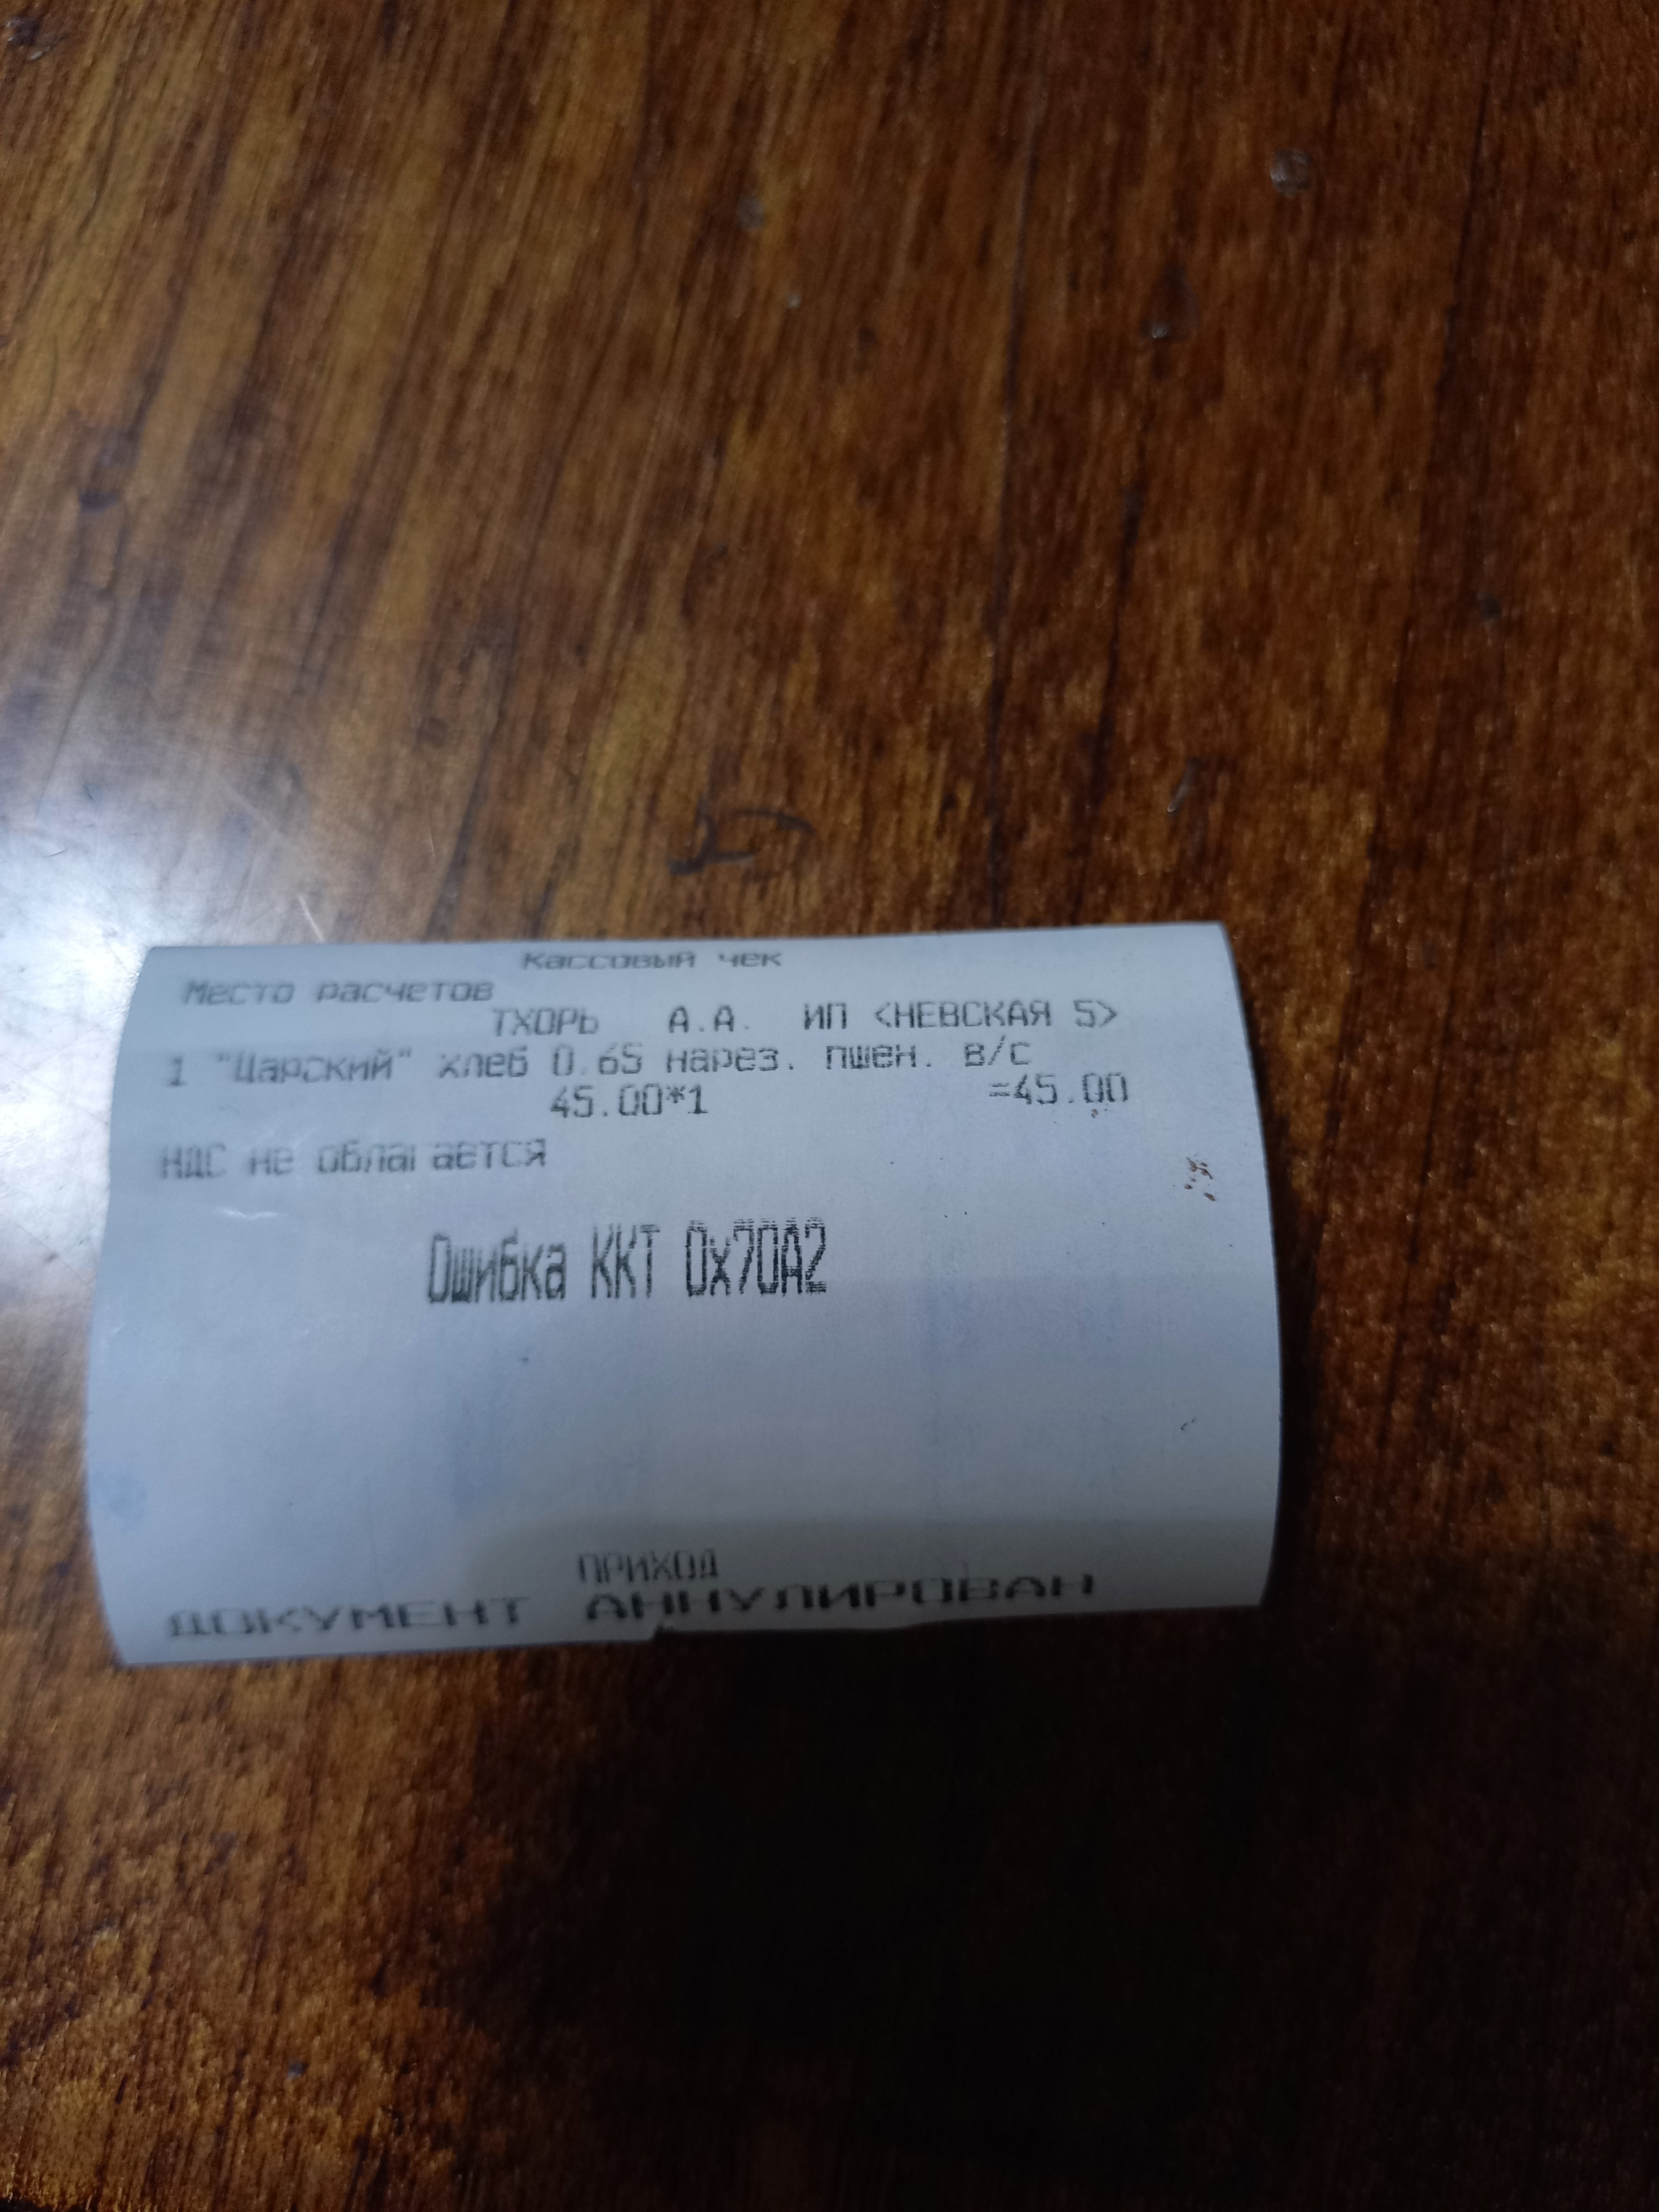 Кассовый чек
Место расчетов
ТХОРЬ А.А. ИП <НЕВСКАЯ 5>
1 "Царский" хлеб 0.65 нарез. пшен. в/с
45.00*1 =45.00
НДС не облагается
Ошибка ККТ 0x70A2
ПРИХОД
ДОКУМЕНТ АННУЛИРОВАН